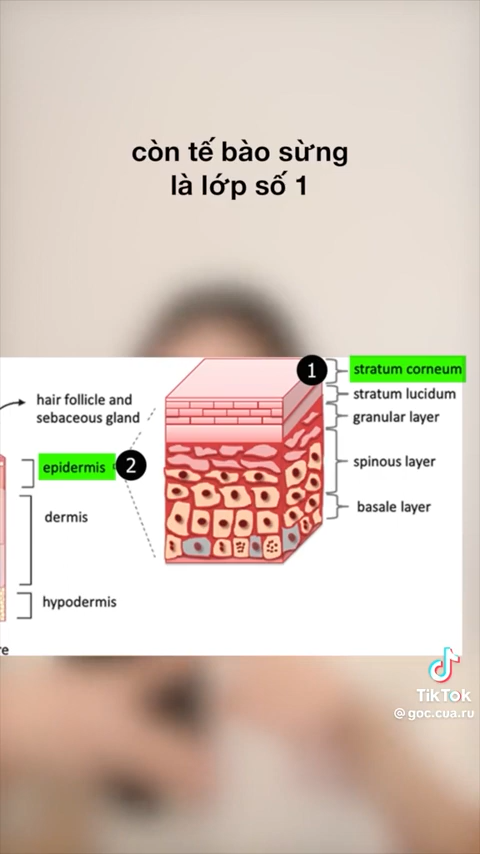 còn tế bào sừng
là lớp số 1
1
stratum corneum
stratum lucidum
hair follicle and
sebaceous gland
granular layer
epidermis
2
spinous layer
basale layer
dermis
hypodermis
re
TikTok
@goc.cua.ru